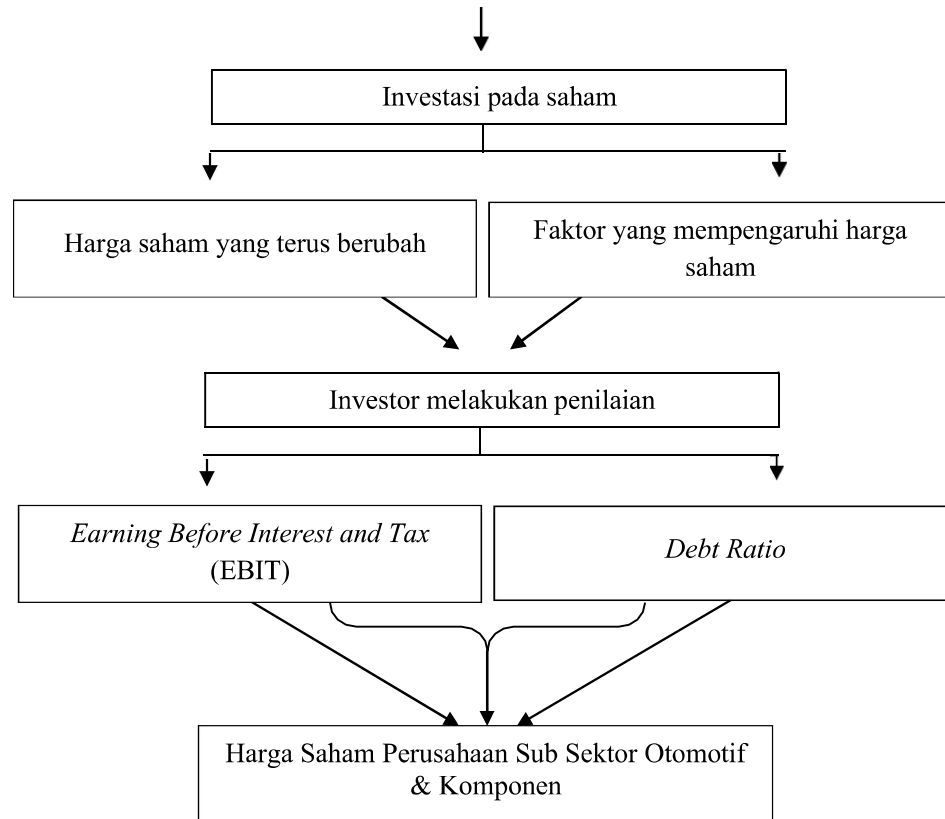 Investasi pada saham
Harga saham yang terus berubah
Faktor yang mempengaruhi harga
saham
Investor melakukan penilaian
Earning Before Interest and Tax
(EBIT)
Debt Ratio
Harga Saham Perusahaan Sub Sektor Otomotif
& Komponen